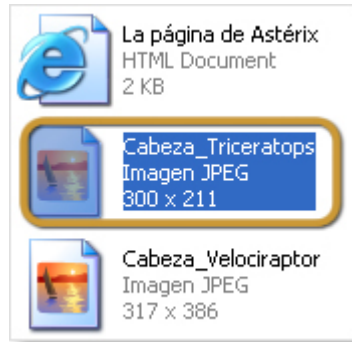 La página de Astérix
HTML Document
2 KB
Cabeza_Triceratops
Imagen JPEG
300 x 211
Cabeza_Velociraptor
Imagen JPEG
317 x 386